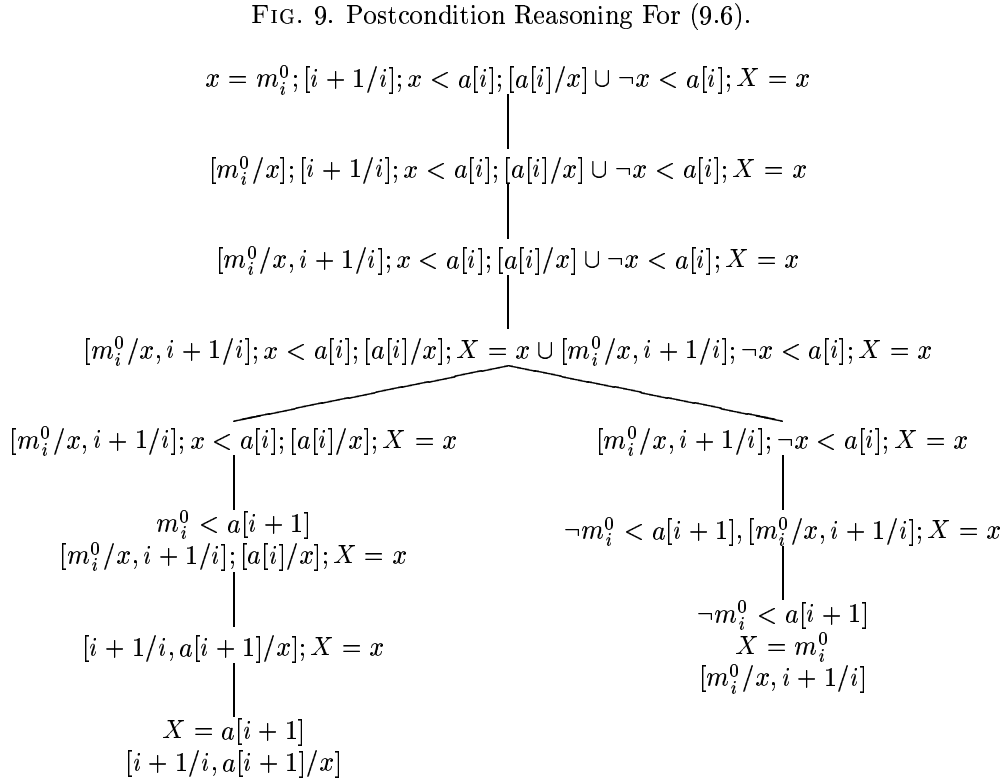 FIG. 9. Postcondition Reasoning For (9.6).
x = m_i^0; [i + 1/i]; x < a[i]; [a[i]/x] ∪ ¬x < a[i]; X = x
[m_i^0/x]; [i + 1/i]; x < a[i]; [a[i]/x] ∪ ¬x < a[i]; X = x
[m_i^0/x, i + 1/i]; x < a[i]; [a[i]/x] ∪ ¬x < a[i]; X = x
[m_i^0/x, i + 1/i]; x < a[i]; [a[i]/x]; X = x ∪ [m_i^0/x, i + 1/i]; ¬x < a[i]; X = x
[m_i^0/x, i + 1/i]; x < a[i]; [a[i]/x]; X = x
[m_i^0/x, i + 1/i]; ¬x < a[i]; X = x
m_i^0 < a[i + 1]
[m_i^0/x, i + 1/i]; [a[i]/x]; X = x
¬m_i^0 < a[i + 1], [m_i^0/x, i + 1/i]; X = x
[i + 1/i, a[i + 1]/x]; X = x
¬m_i^0 < a[i + 1]
X = m_i^0
[m_i^0/x, i + 1/i]
X = a[i + 1]
[i + 1/i, a[i + 1]/x]